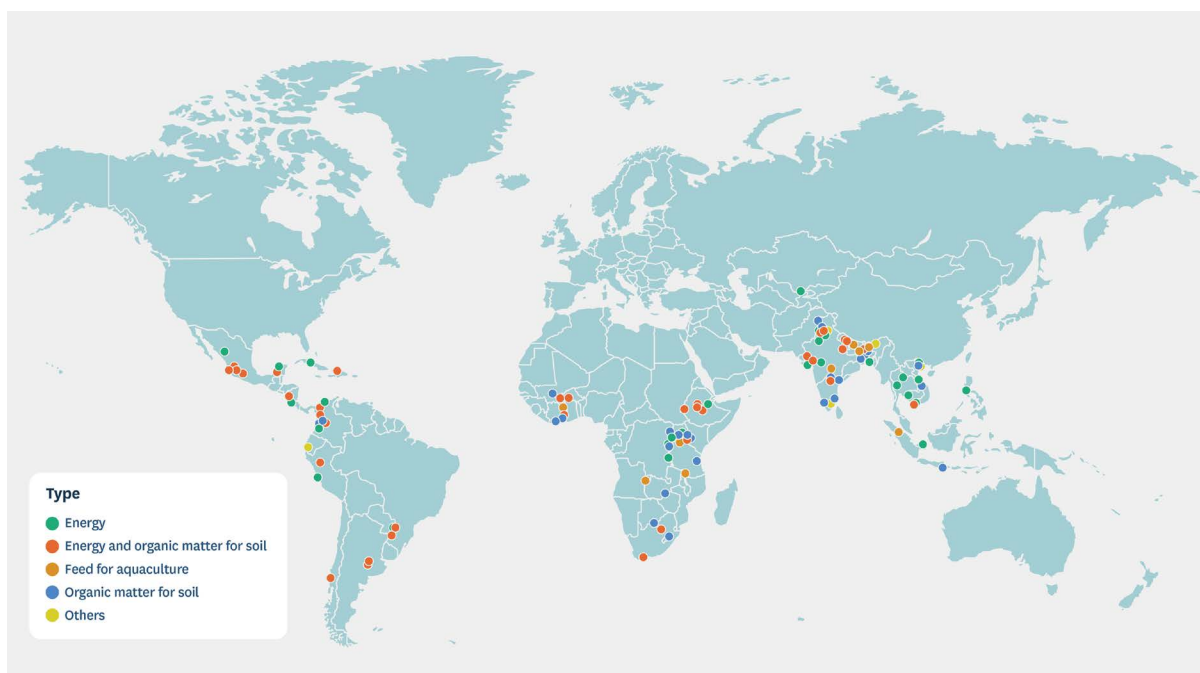 Type
Energy
Energy and organic matter for soil
Feed for aquaculture
Organic matter for soil
Others